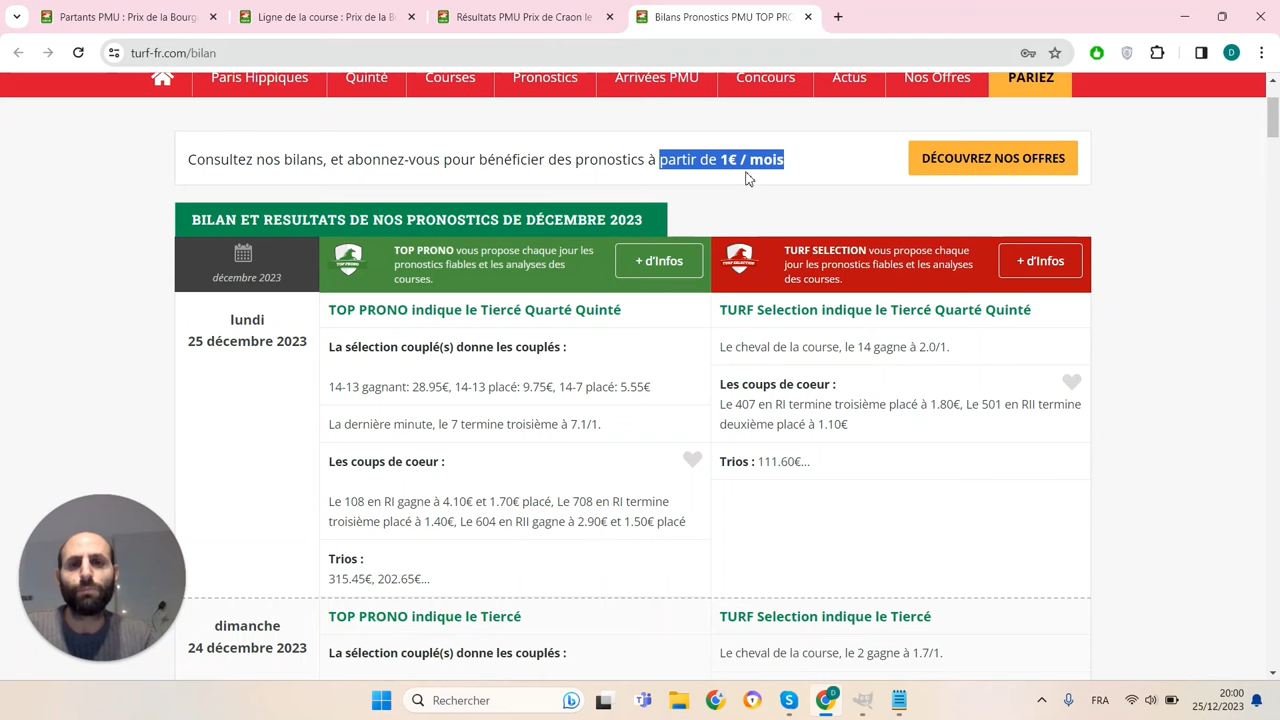 Partants PMU : Prix de la Bourg
Ligne de la course : Prix de la B
Résultats PMU Prix de Craon le
Bilans Pronostics PMU TOP PRO
turf-fr.com/bilan
D
Paris Hippiques
Quinté
Courses
Pronostics
Arrivées PMU
Concours
Actus
Nos Offres
PARIEZ
Consultez nos bilans, et abonnez-vous pour bénéficier des pronostics à partir de 1€ / mois
DÉCOUVREZ NOS OFFRES
BILAN ET RESULTATS DE NOS PRONOSTICS DE DÉCEMBRE 2023
décembre 2023
TOP PRONO
TOP PRONO vous propose chaque jour les
pronostics fiables et les analyses des
courses.
+ d'Infos
TURF SELECTION
TURF SELECTION vous propose chaque
jour les pronostics fiables et les analyses
des courses.
+ d'Infos
lundi
25 décembre 2023
TOP PRONO indique le Tiercé Quarté Quinté
La sélection couplé(s) donne les couplés :
14-13 gagnant: 28.95€, 14-13 placé: 9.75€, 14-7 placé: 5.55€
La dernière minute, le 7 termine troisième à 7.1/1.
Les coups de coeur :
Le 108 en RI gagne à 4.10€ et 1.70€ placé, Le 708 en RI termine
troisième placé à 1.40€, Le 604 en RII gagne à 2.90€ et 1.50€ placé
Trios :
315.45€, 202.65€...
TURF Selection indique le Tiercé Quarté Quinté
Le cheval de la course, le 14 gagne à 2.0/1.
Les coups de coeur :
Le 407 en RI termine troisième placé à 1.80€, Le 501 en RII termine
deuxième placé à 1.10€
Trios : 111.60€...
dimanche
24 décembre 2023
TOP PRONO indique le Tiercé
La sélection couplé(s) donne les couplés :
TURF Selection indique le Tiercé
Le cheval de la course, le 2 gagne à 1.7/1.
Rechercher
D
FRA
20:00
25/12/2023